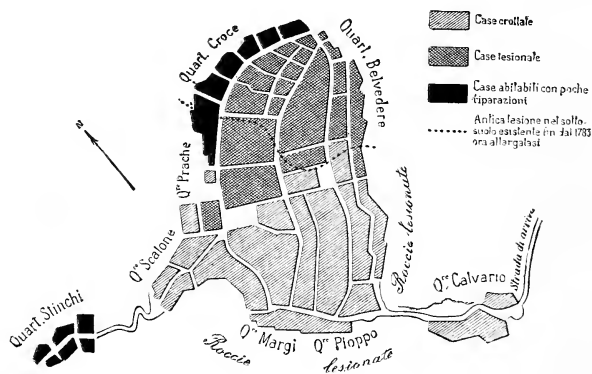 Quart. Croce
Quart. Belvedere
Case crollate
Case lesionate
Case abitabili con poche
riparazioni
Antica lesione nel sotto-
suolo esistente fin dal 1783
ora allargatasi
N
Qre Prache
Qre Scalone
Quart. Stinchi
Roccie lesionate
Qre Calvario
Strada di arrivo
Qre Margi
Qre Pioppo
Roccie
lesionate